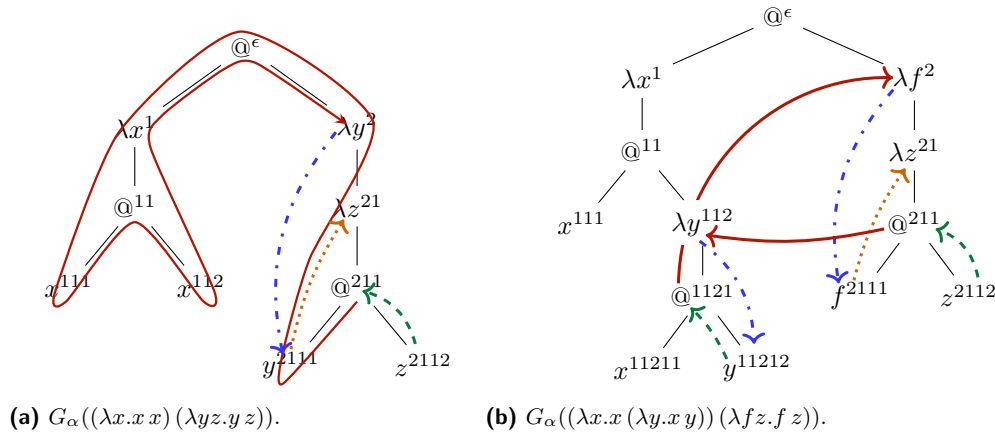 @^ϵ
λx^1 λy^2
@^11 λz^21
x^111 x^112 @^211
y^2111 z^2112
(a) G_α((λx.x x) (λyz.y z)).
@^ϵ
λx^1 λf^2
@^11 λz^21
x^111 λy^112 @^211
@^1121 f^2111 z^2112
x^11211 y^11212
(b) G_α((λx.x (λy.x y)) (λfz.f z)).